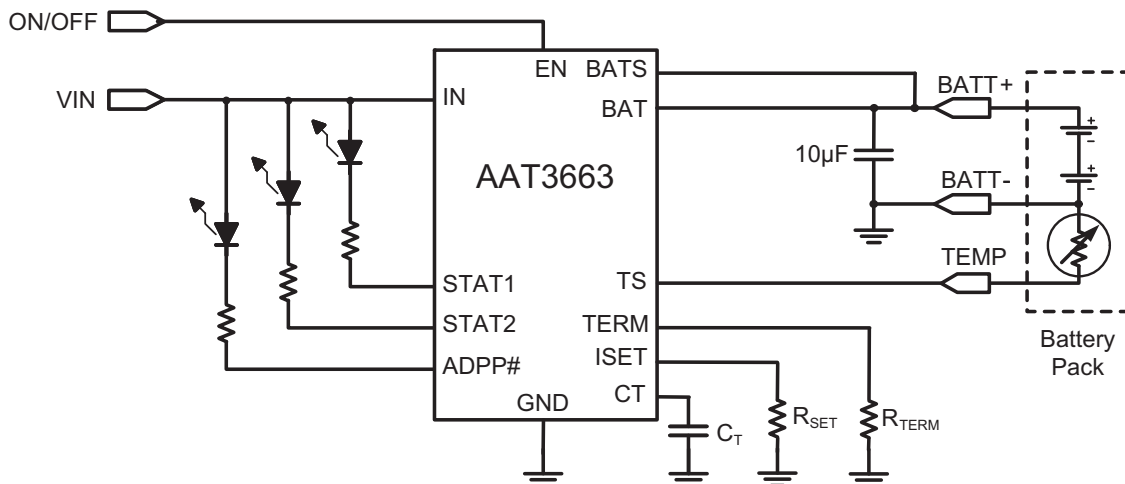 ON/OFF
VIN
EN
BATS
IN
BAT
AAT3663
STAT1
STAT2
ADPP#
GND
TS
TERM
ISET
CT
10µF
BATT+
BATT-
TEMP
+
−
+
−
Battery
Pack
C_T
R_SET
R_TERM